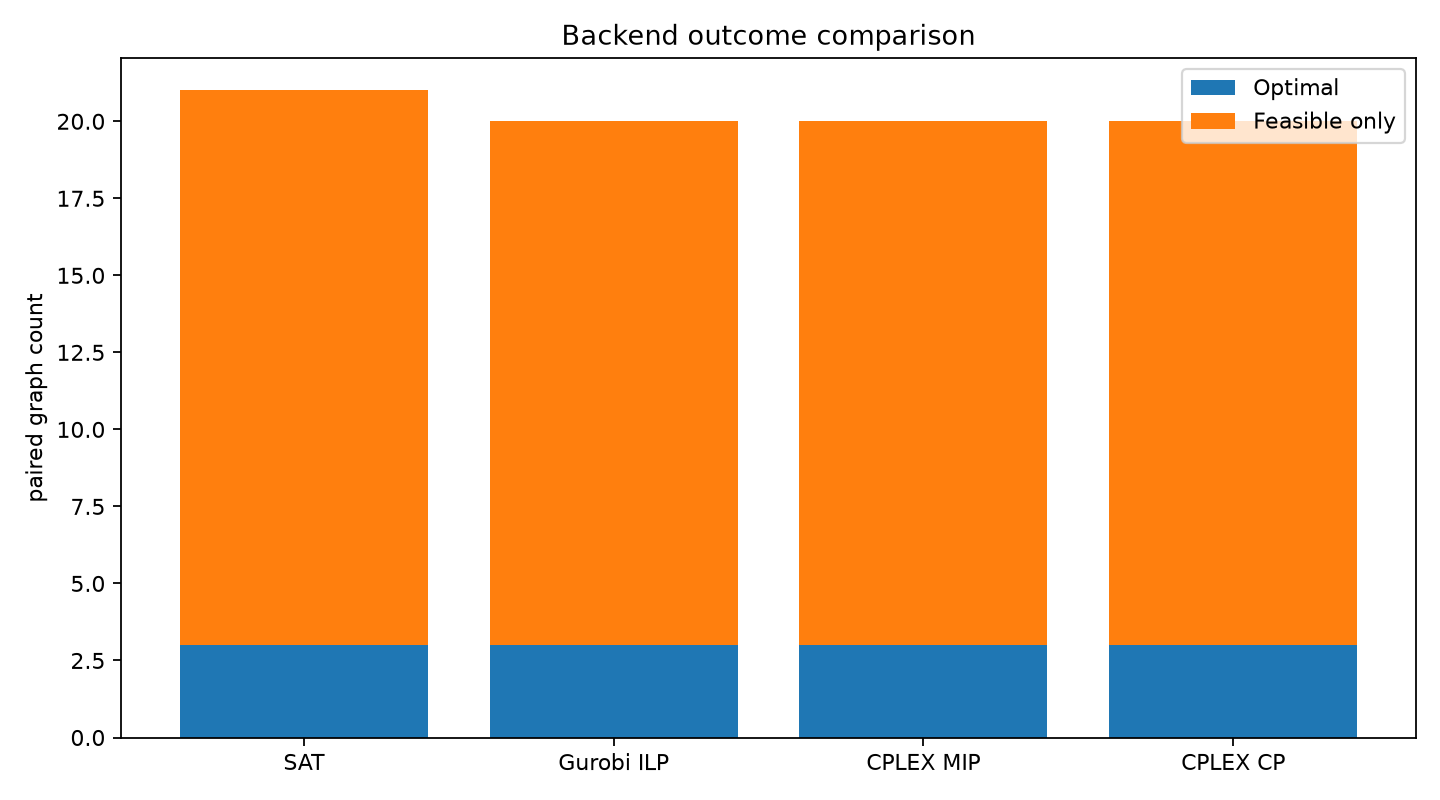 Backend outcome comparison
Optimal
Feasible only
paired graph count
20.0
17.5
15.0
12.5
10.0
7.5
5.0
2.5
0.0
SAT
Gurobi ILP
CPLEX MIP
CPLEX CP